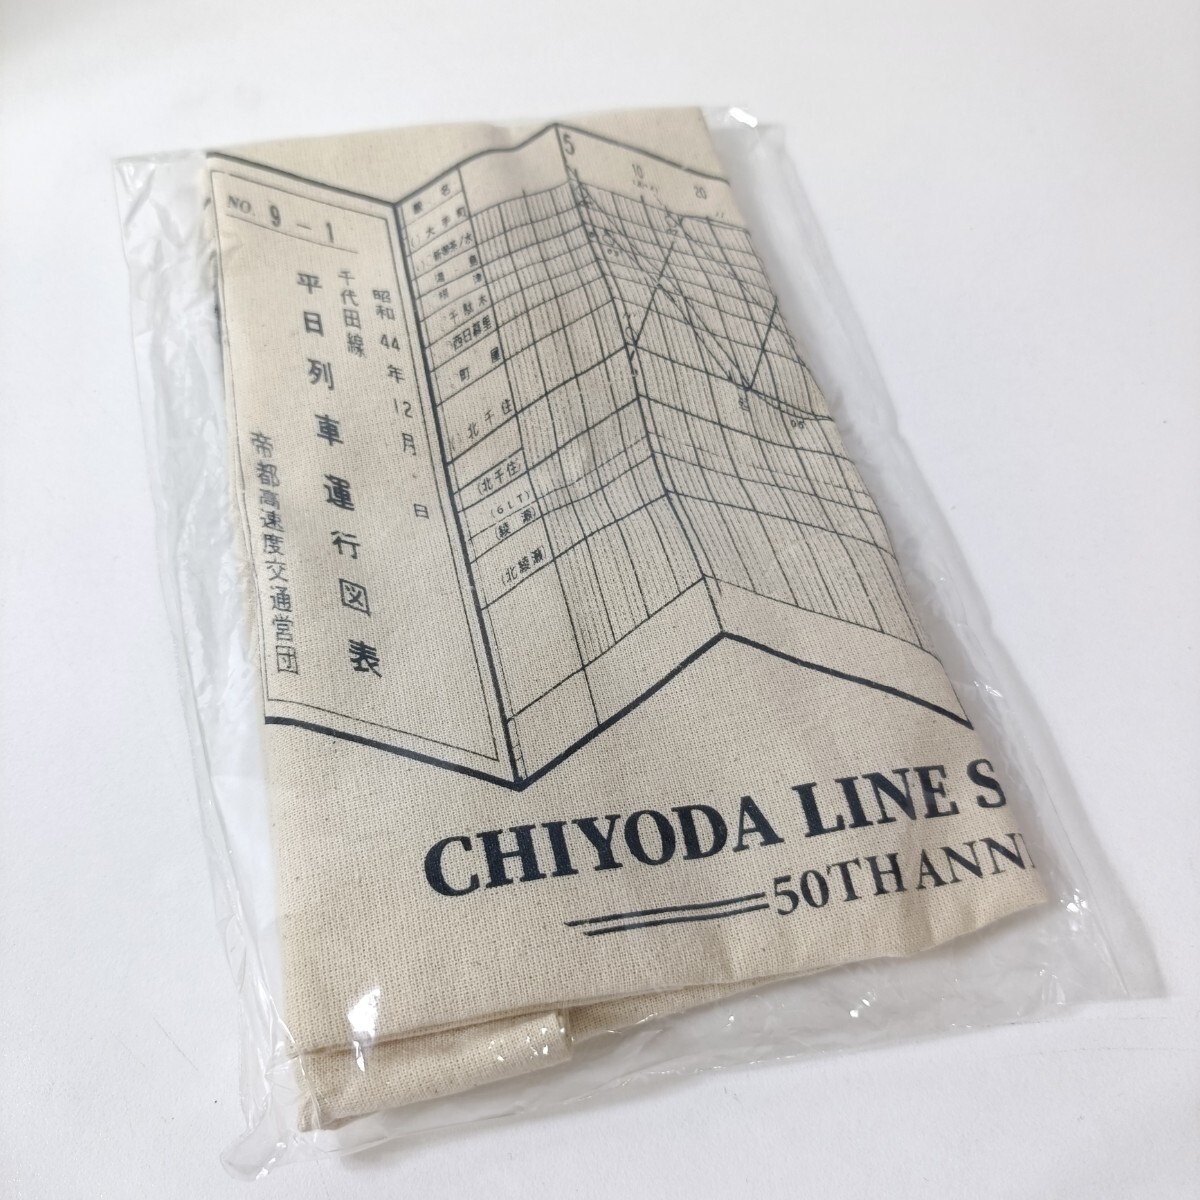 NO. 9-1
昭和44年12月 日
千代田線
平日列車運行図表
帝都高速度交通営団
駅名
大手町
新御茶ノ水
湯島
根津
千駄木
西日暮里
町屋
北千住
(北千住)
(GLT)
(綾瀬)
(北綾瀬
5
10
20
CHIYODA LINE S
50TH ANNI